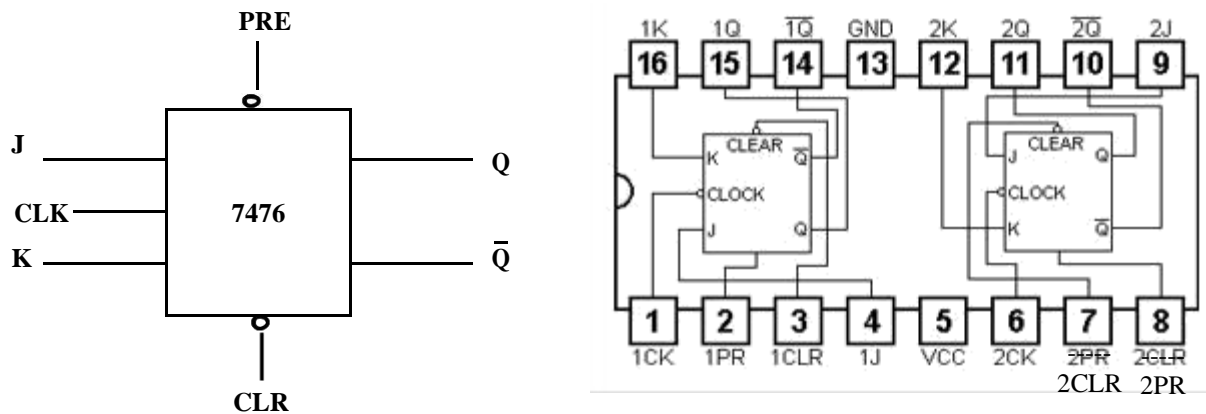 PRE
J
CLK
K
7476
Q
Q̅
CLR
1K 1Q 1Q̅ GND 2K 2Q 2Q̅ 2J
16 15 14 13 12 11 10 9
CLEAR
K Q̅
CLOCK
J Q
CLEAR
J Q
CLOCK
K Q̅
1 2 3 4 5 6 7 8
1CK 1PR 1CLR 1J VCC 2CK 2PR 2CLR
2CLR 2PR